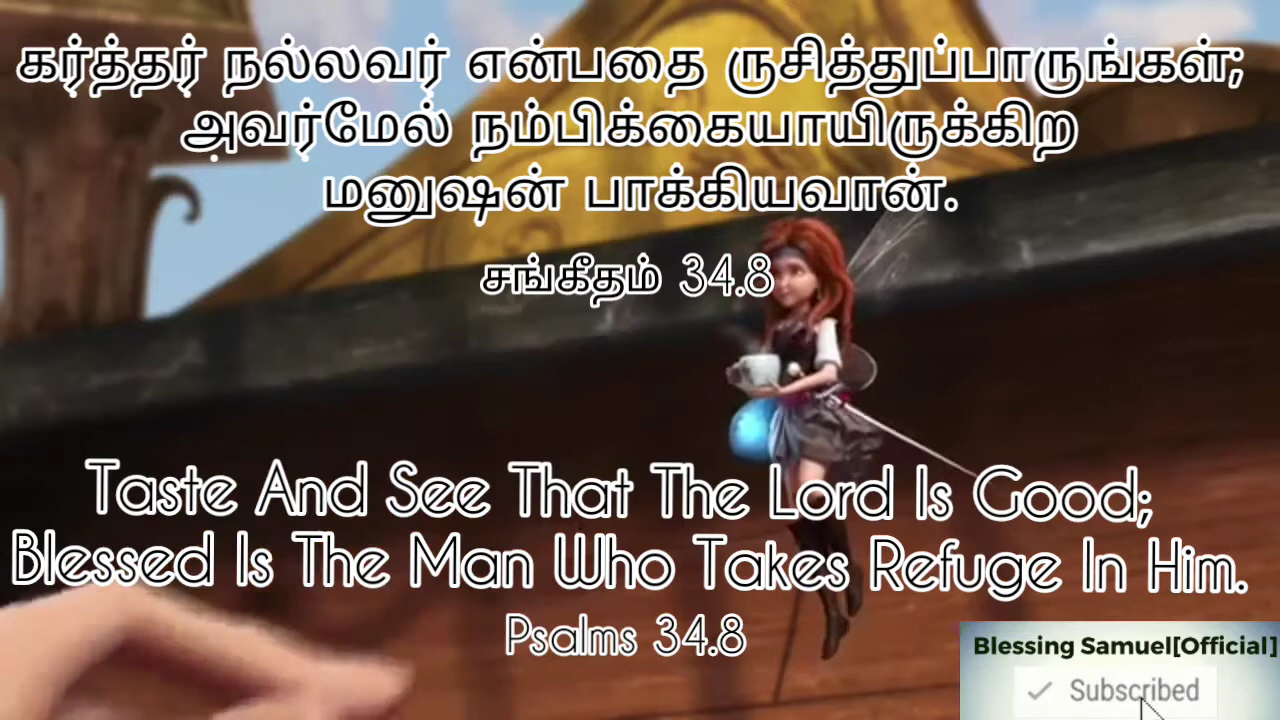 கர்த்தர் நல்லவர் என்பதை ருசித்துப்பாருங்கள்;
அவர்மேல் நம்பிக்கையாயிருக்கிற
மனுஷன் பாக்கியவான்.
சங்கீதம் 34.8
Taste And See That The Lord Is Good;
Blessed Is The Man Who Takes Refuge In Him.
Psalms 34.8
Blessing Samuel[Official]
Subscribed